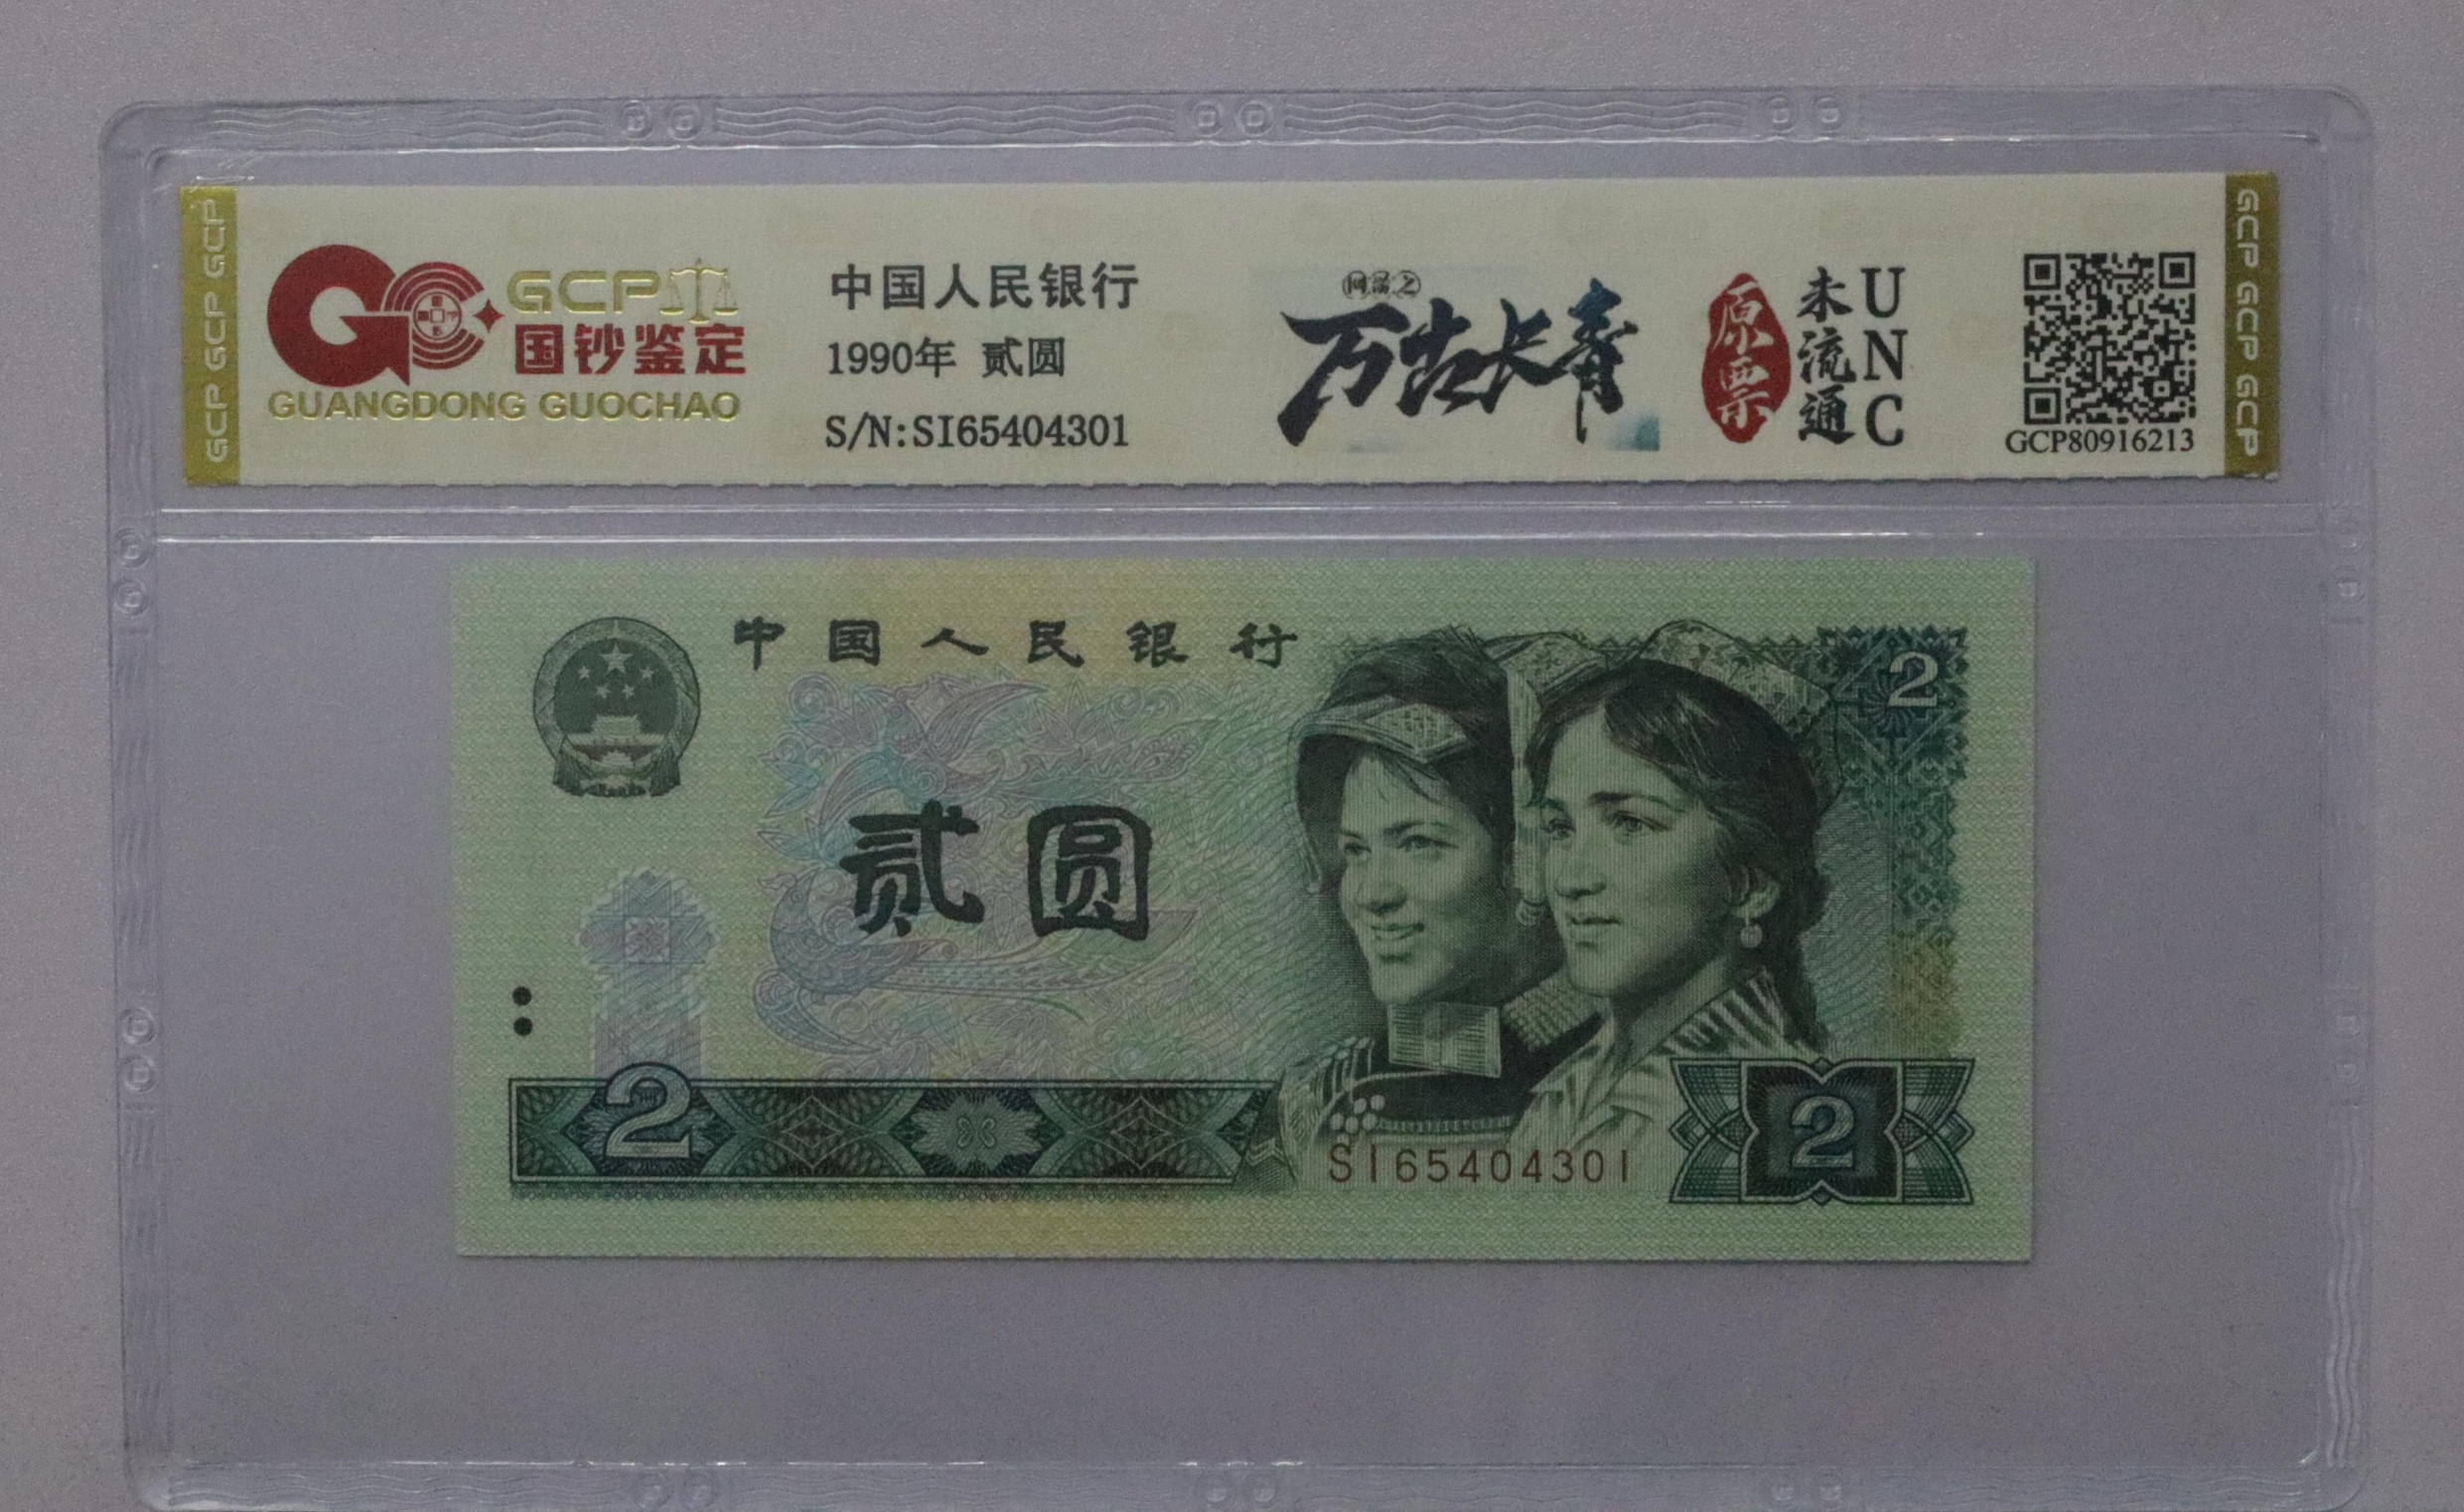 GCP GCP GCP
GCP
国钞鉴定
GUANGDONG GUOCHAO
中国人民银行
1990年 贰圆
S/N:SI65404301
万古长青
原票
未流通
UNC
GCP80916213
GCP GCP GCP
中国人民银行
贰圆
2
2
2
SI65404301